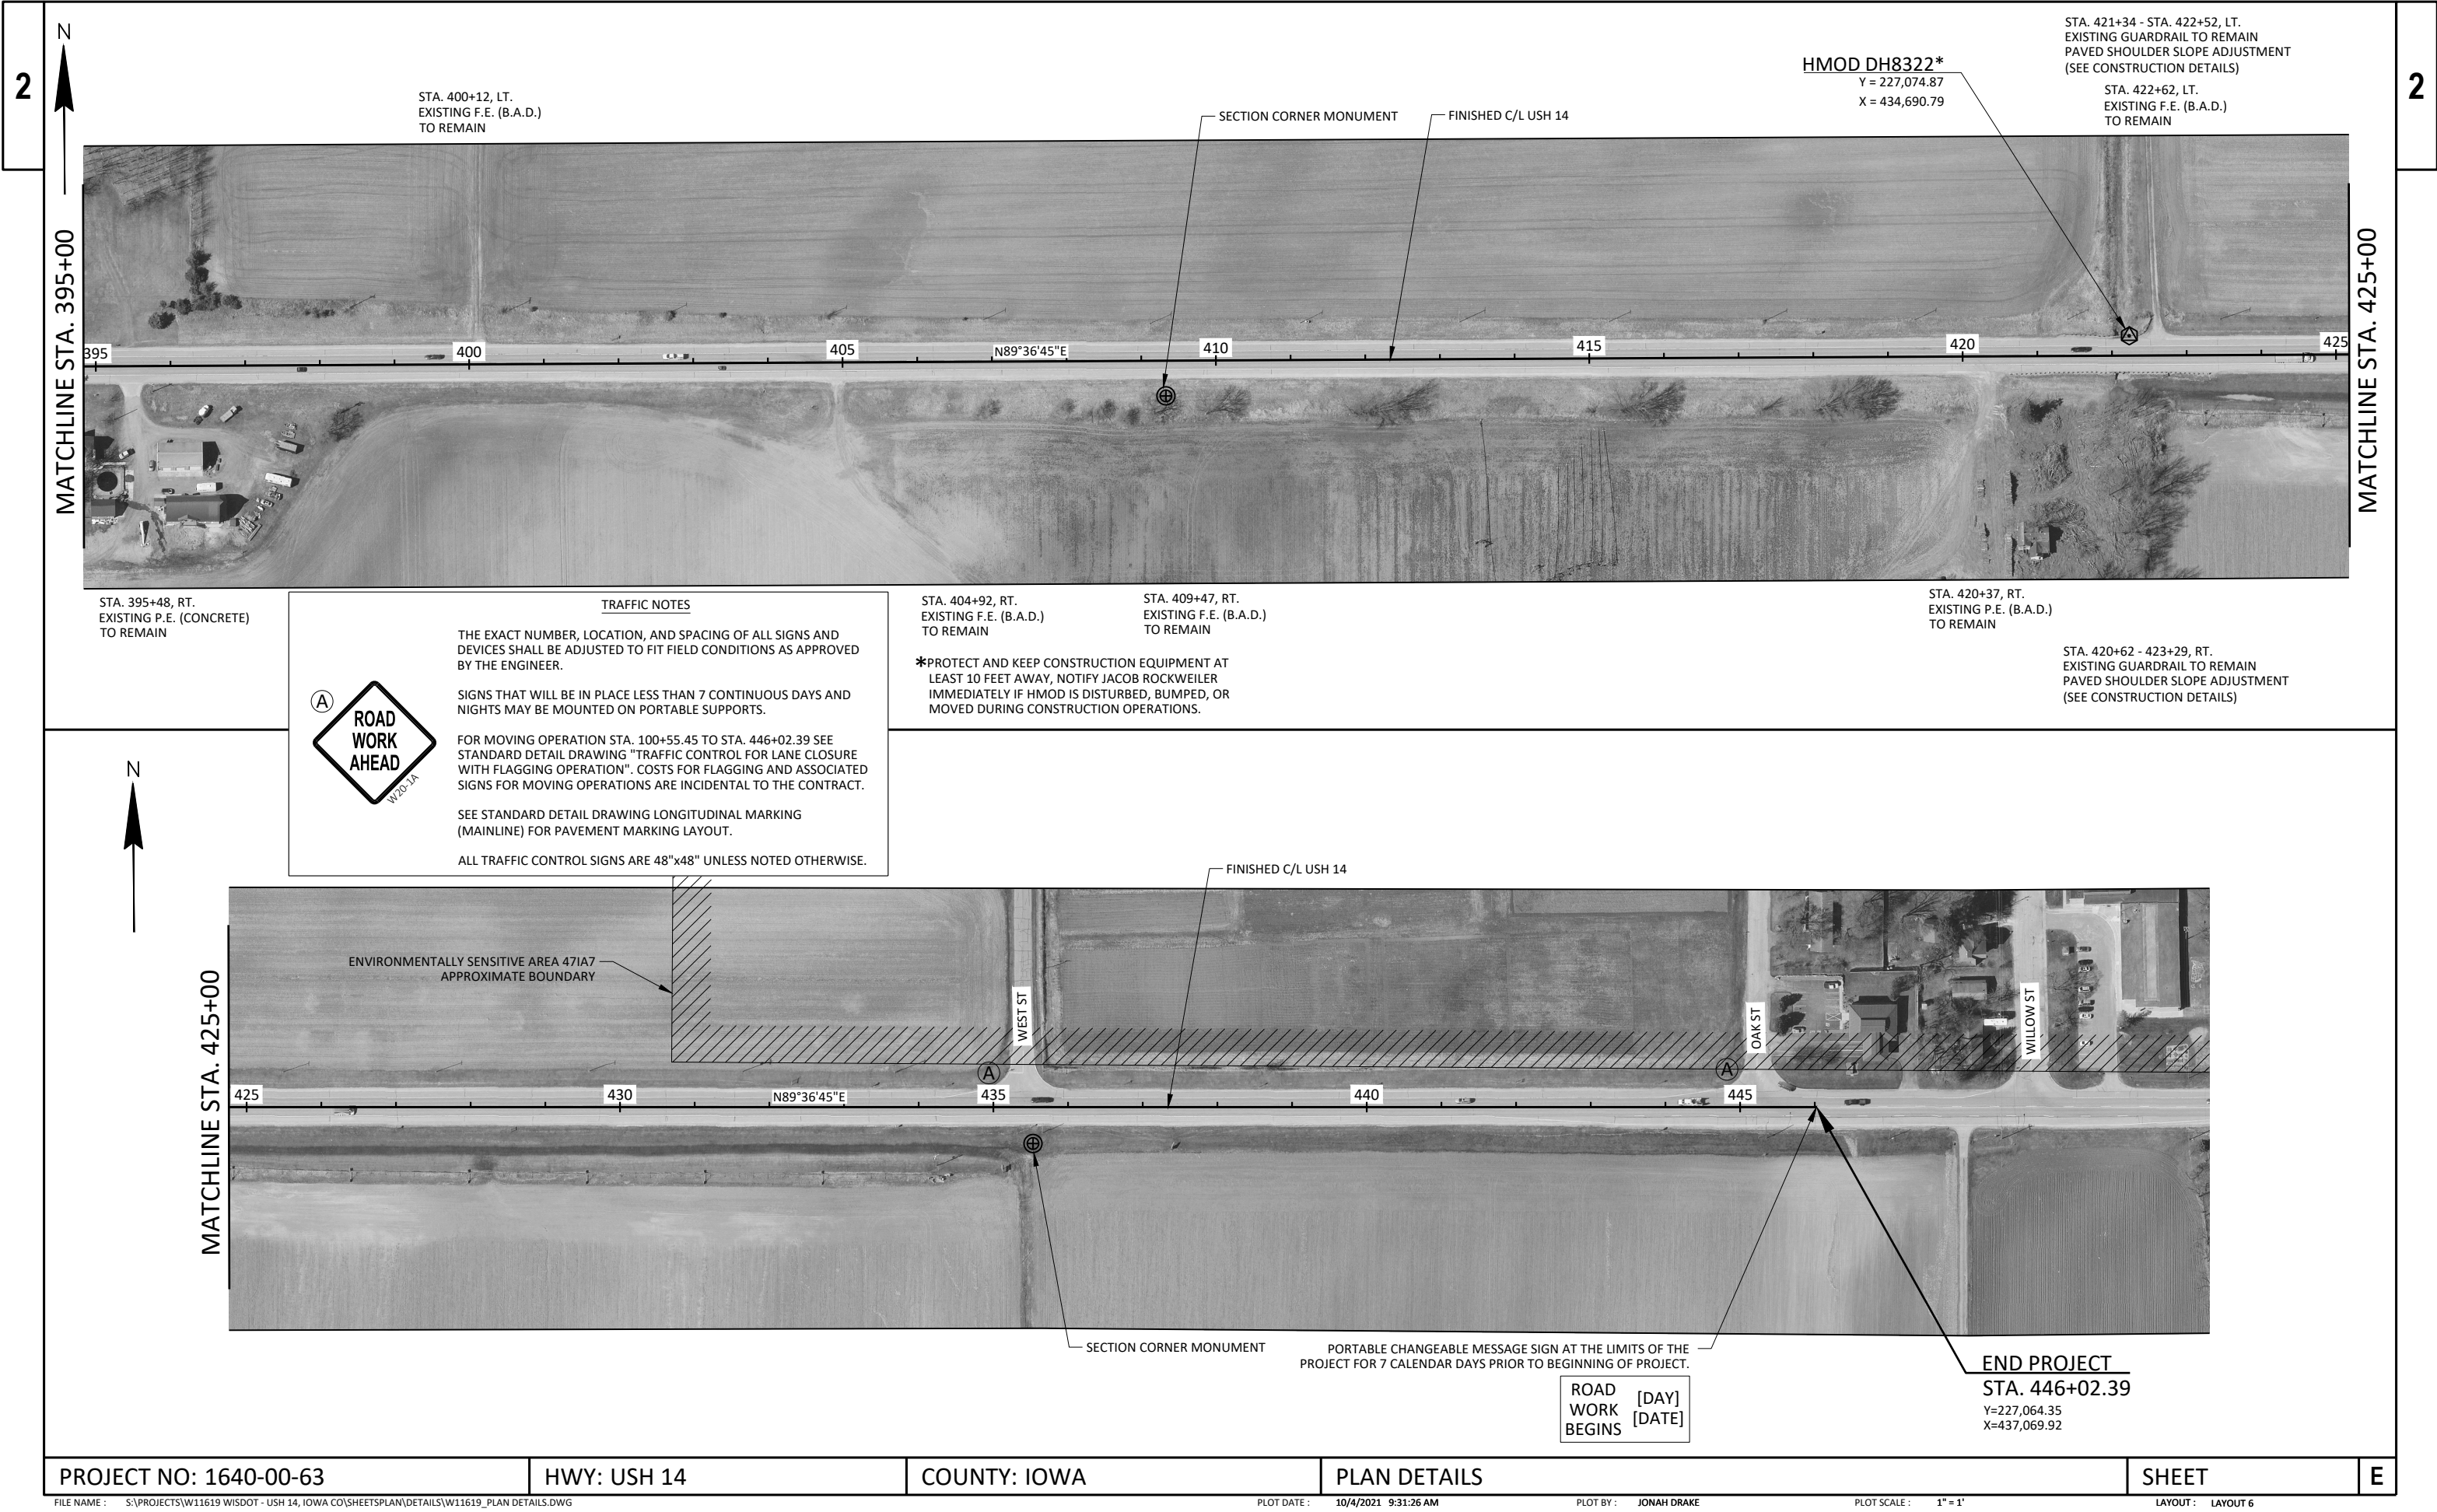 2
2
N
STA. 400+12, LT.
EXISTING F.E. (B.A.D.)
TO REMAIN
SECTION CORNER MONUMENT
FINISHED C/L USH 14
HMOD DH8322*
Y = 227,074.87
X = 434,690.79
STA. 421+34 - STA. 422+52, LT.
EXISTING GUARDRAIL TO REMAIN
PAVED SHOULDER SLOPE ADJUSTMENT
(SEE CONSTRUCTION DETAILS)
STA. 422+62, LT.
EXISTING F.E. (B.A.D.)
TO REMAIN
MATCHLINE STA. 395+00
395
400
405
N89°36'45"E
410
415
420
425
MATCHLINE STA. 425+00
STA. 395+48, RT.
EXISTING P.E. (CONCRETE)
TO REMAIN
TRAFFIC NOTES
THE EXACT NUMBER, LOCATION, AND SPACING OF ALL SIGNS AND
DEVICES SHALL BE ADJUSTED TO FIT FIELD CONDITIONS AS APPROVED
BY THE ENGINEER.
SIGNS THAT WILL BE IN PLACE LESS THAN 7 CONTINUOUS DAYS AND
NIGHTS MAY BE MOUNTED ON PORTABLE SUPPORTS.
FOR MOVING OPERATION STA. 100+55.45 TO STA. 446+02.39 SEE
STANDARD DETAIL DRAWING "TRAFFIC CONTROL FOR LANE CLOSURE
WITH FLAGGING OPERATION". COSTS FOR FLAGGING AND ASSOCIATED
SIGNS FOR MOVING OPERATIONS ARE INCIDENTAL TO THE CONTRACT.
SEE STANDARD DETAIL DRAWING LONGITUDINAL MARKING
(MAINLINE) FOR PAVEMENT MARKING LAYOUT.
ALL TRAFFIC CONTROL SIGNS ARE 48"x48" UNLESS NOTED OTHERWISE.
A
ROAD
WORK
AHEAD
W20-1A
STA. 404+92, RT.
EXISTING F.E. (B.A.D.)
TO REMAIN
STA. 409+47, RT.
EXISTING F.E. (B.A.D.)
TO REMAIN
*PROTECT AND KEEP CONSTRUCTION EQUIPMENT AT
LEAST 10 FEET AWAY, NOTIFY JACOB ROCKWEILER
IMMEDIATELY IF HMOD IS DISTURBED, BUMPED, OR
MOVED DURING CONSTRUCTION OPERATIONS.
STA. 420+37, RT.
EXISTING P.E. (B.A.D.)
TO REMAIN
STA. 420+62 - 423+29, RT.
EXISTING GUARDRAIL TO REMAIN
PAVED SHOULDER SLOPE ADJUSTMENT
(SEE CONSTRUCTION DETAILS)
N
FINISHED C/L USH 14
ENVIRONMENTALLY SENSITIVE AREA 47IA7
APPROXIMATE BOUNDARY
MATCHLINE STA. 425+00
WEST ST
OAK ST
WILLOW ST
A
A
425
430
N89°36'45"E
435
440
445
SECTION CORNER MONUMENT
PORTABLE CHANGEABLE MESSAGE SIGN AT THE LIMITS OF THE
PROJECT FOR 7 CALENDAR DAYS PRIOR TO BEGINNING OF PROJECT.
ROAD
WORK
BEGINS
[DAY]
[DATE]
END PROJECT
STA. 446+02.39
Y=227,064.35
X=437,069.92
PROJECT NO: 1640-00-63
HWY: USH 14
COUNTY: IOWA
PLAN DETAILS
SHEET
E
FILE NAME : S:\PROJECTS\W11619 WISDOT - USH 14, IOWA CO\SHEETSPLAN\DETAILS\W11619_PLAN DETAILS.DWG
PLOT DATE : 10/4/2021 9:31:26 AM
PLOT BY : JONAH DRAKE
PLOT SCALE : 1" = 1'
LAYOUT : LAYOUT 6